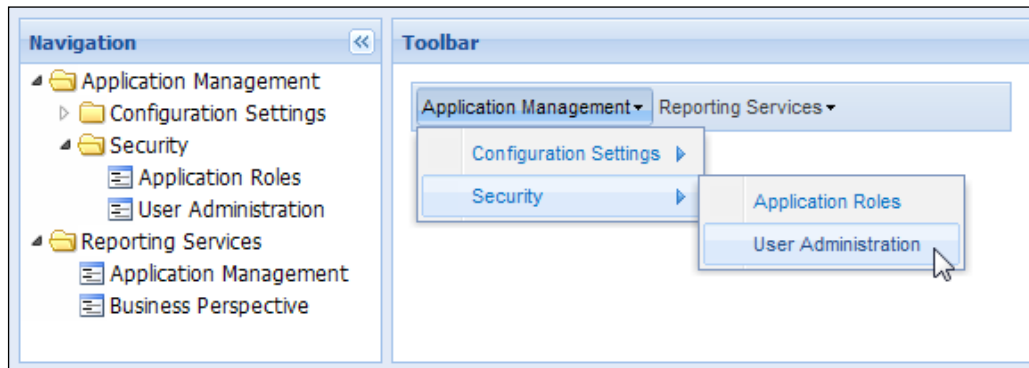 Navigation
Application Management
Configuration Settings
Security
Application Roles
User Administration
Reporting Services
Application Management
Business Perspective
Toolbar
Application Management Reporting Services
Configuration Settings
Security
Application Roles
User Administration